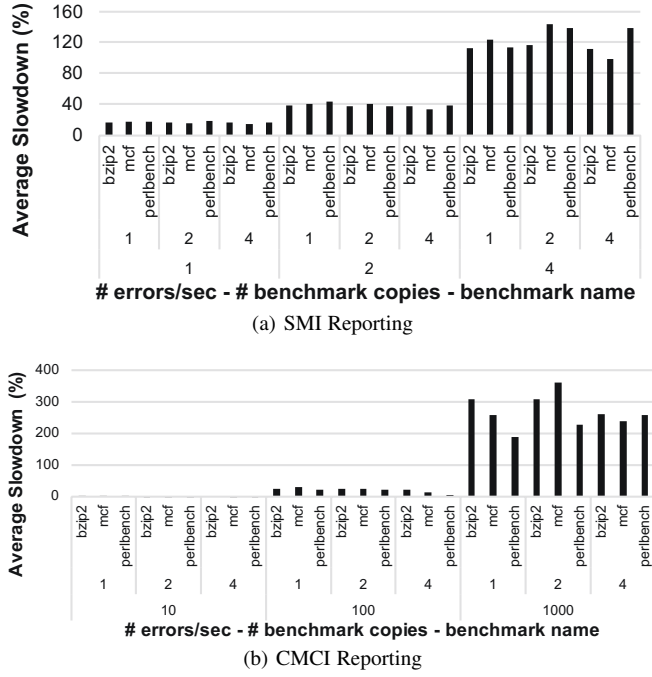 Average Slowdown (%)
160
120
80
40
0
bzip2 mcf perlbench bzip2 mcf perlbench bzip2 mcf perlbench bzip2 mcf perlbench bzip2 mcf perlbench bzip2 mcf perlbench bzip2 mcf perlbench bzip2 mcf perlbench bzip2 mcf perlbench
1 2 4 1 2 4 1 2 4
1 2 4
# errors/sec - # benchmark copies - benchmark name
(a) SMI Reporting
Average Slowdown (%)
400
300
200
100
0
bzip2 mcf perlbench bzip2 mcf perlbench bzip2 mcf perlbench bzip2 mcf perlbench bzip2 mcf perlbench bzip2 mcf perlbench bzip2 mcf perlbench bzip2 mcf perlbench bzip2 mcf perlbench
1 2 4 1 2 4 1 2 4
10 100 1000
# errors/sec - # benchmark copies - benchmark name
(b) CMCI Reporting